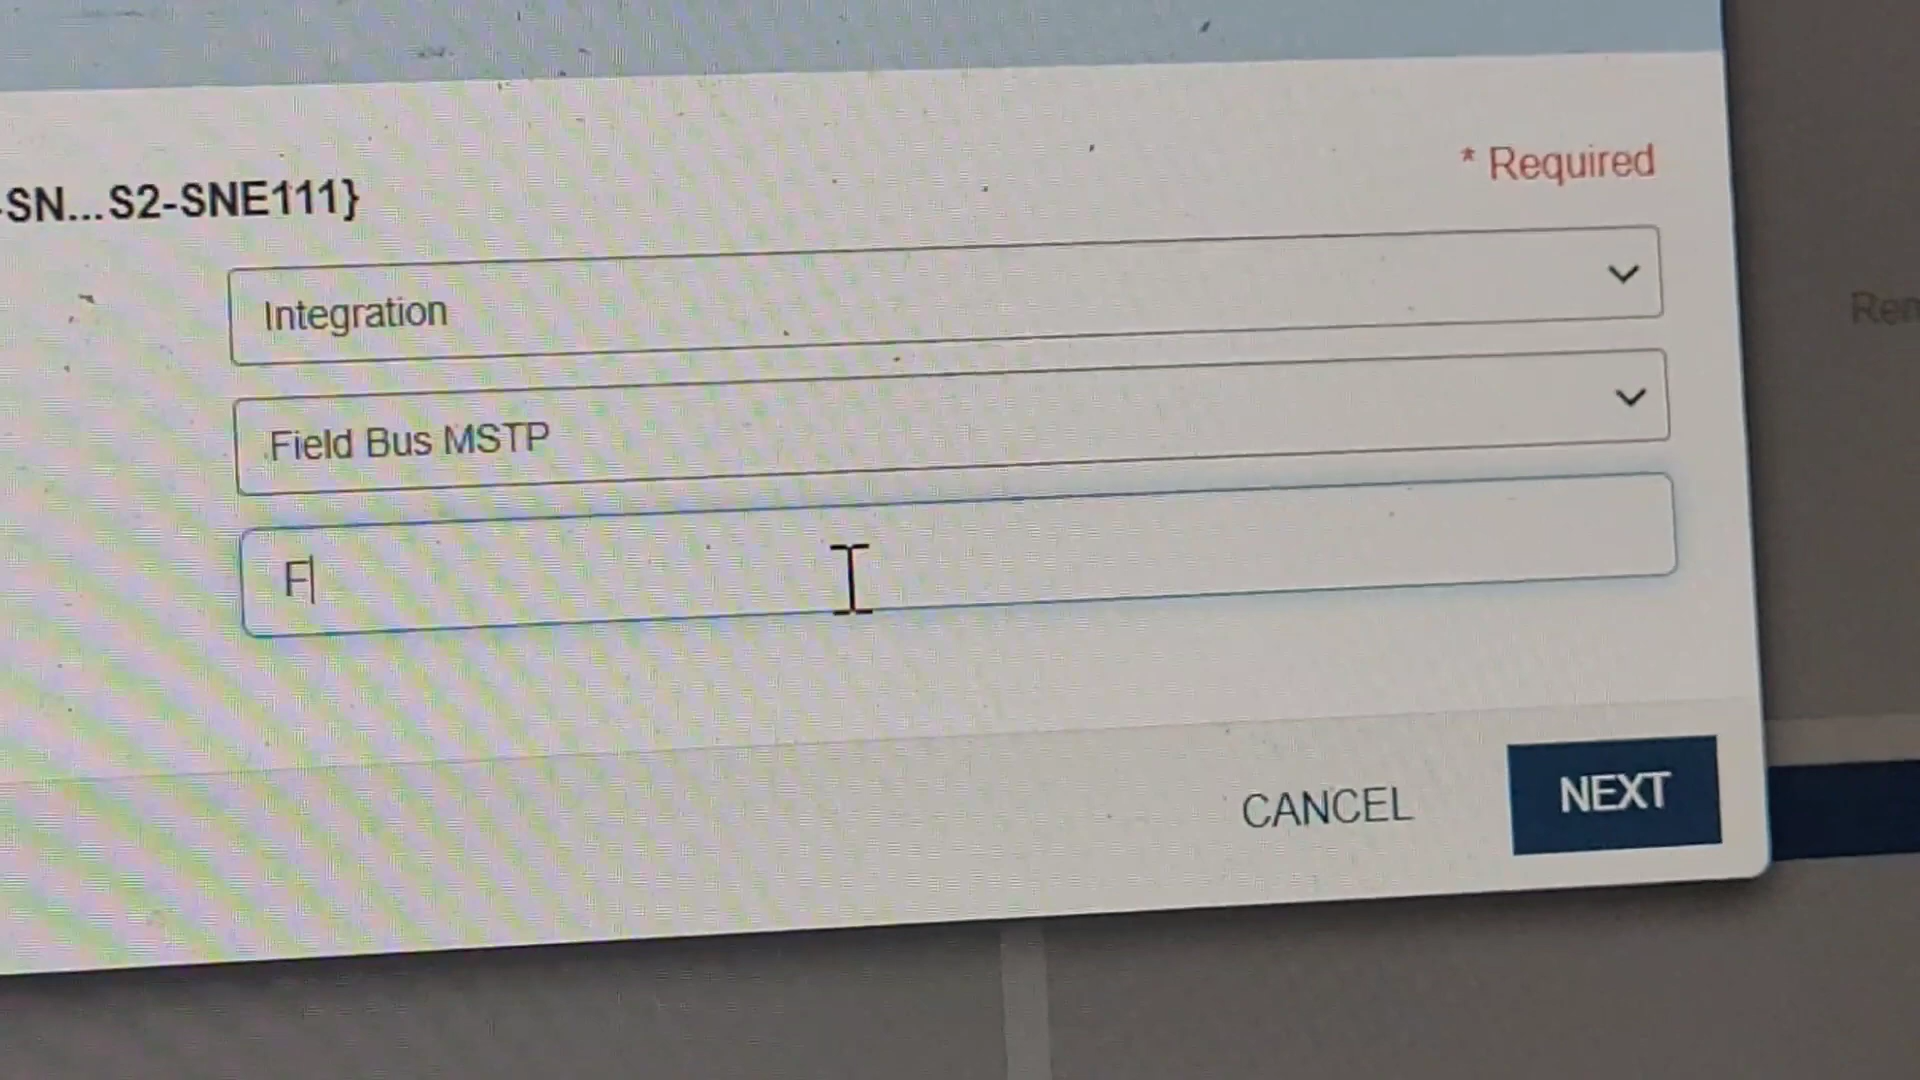 * Required
-SN...S2-SNE111}
Integration
Field Bus MSTP
F
CANCEL
NEXT